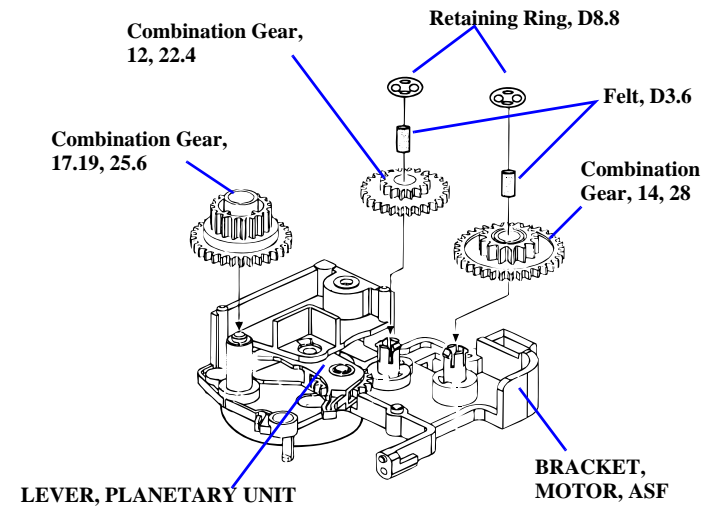 Retaining Ring, D8.8
Combination Gear,
12, 22.4
Felt, D3.6
Combination Gear,
17.19, 25.6
Combination
Gear, 14, 28
BRACKET,
MOTOR, ASF
LEVER, PLANETARY UNIT